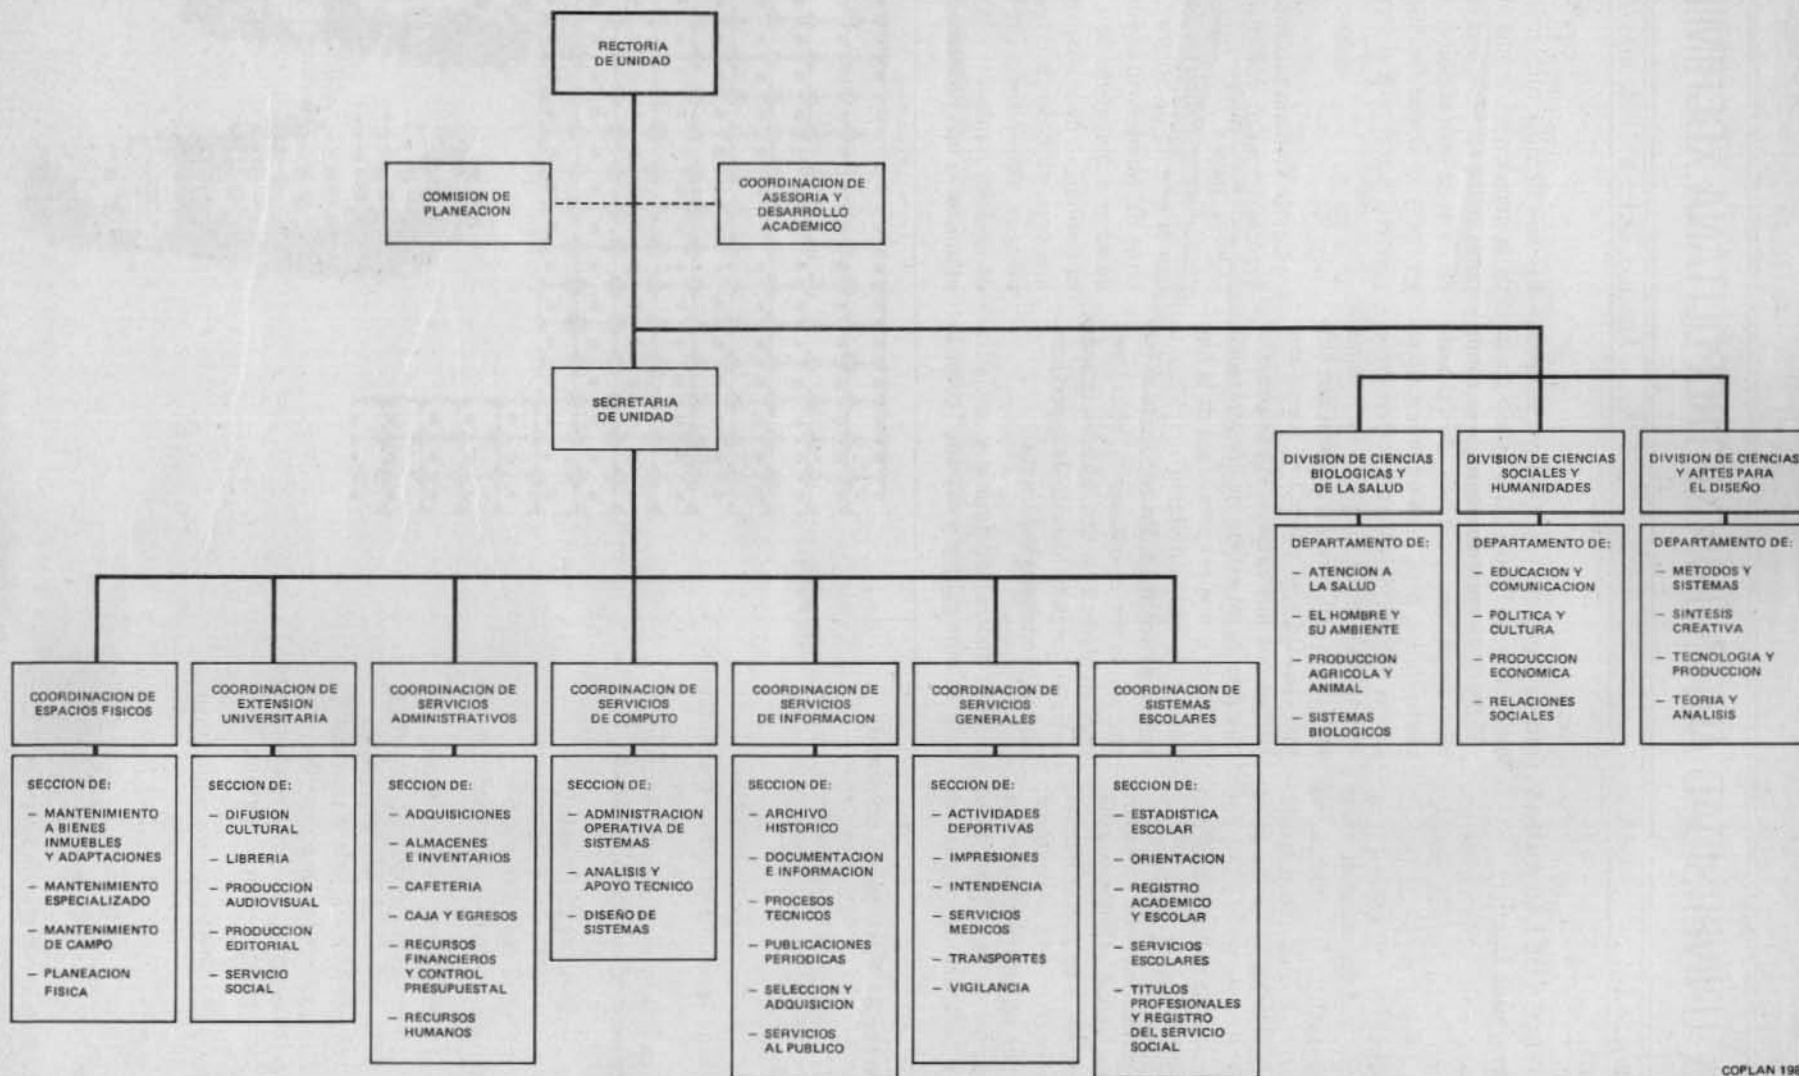 RECTORIA
DE UNIDAD
COMISION DE
PLANEACION
COORDINACION DE
ASESORIA Y
DESARROLLO
ACADEMICO
SECRETARIA
DE UNIDAD
DIVISION DE CIENCIAS
BIOLOGICAS Y
DE LA SALUD
DIVISION DE CIENCIAS
SOCIALES Y
HUMANIDADES
DIVISION DE CIENCIAS
Y ARTES PARA
EL DISEÑO
DEPARTAMENTO DE:
– ATENCION A
LA SALUD
– EL HOMBRE Y
SU AMBIENTE
– PRODUCCION
AGRICOLA Y
ANIMAL
– SISTEMAS
BIOLOGICOS
DEPARTAMENTO DE:
– EDUCACION Y
COMUNICACION
– POLITICA Y
CULTURA
– PRODUCCION
ECONOMICA
– RELACIONES
SOCIALES
DEPARTAMENTO DE:
– METODOS Y
SISTEMAS
– SINTESIS
CREATIVA
– TECNOLOGIA Y
PRODUCCION
– TEORIA Y
ANALISIS
COORDINACION DE
ESPACIOS FISICOS
COORDINACION DE
EXTENSION
UNIVERSITARIA
COORDINACION DE
SERVICIOS
ADMINISTRATIVOS
COORDINACION DE
SERVICIOS
DE COMPUTO
COORDINACION DE
SERVICIOS
DE INFORMACION
COORDINACION DE
SERVICIOS
GENERALES
COORDINACION DE
SISTEMAS
ESCOLARES
SECCION DE:
– MANTENIMIENTO
A BIENES
INMUEBLES
Y ADAPTACIONES
– MANTENIMIENTO
ESPECIALIZADO
– MANTENIMIENTO
DE CAMPO
– PLANEACION
FISICA
SECCION DE:
– DIFUSION
CULTURAL
– LIBRERIA
– PRODUCCION
AUDIOVISUAL
– PRODUCCION
EDITORIAL
– SERVICIO
SOCIAL
SECCION DE:
– ADQUISICIONES
– ALMACENES
E INVENTARIOS
– CAFETERIA
– CAJA Y EGRESOS
– RECURSOS
FINANCIEROS
Y CONTROL
PRESUPUESTAL
– RECURSOS
HUMANOS
SECCION DE:
– ADMINISTRACION
OPERATIVA DE
SISTEMAS
– ANALISIS Y
APOYO TECNICO
– DISEÑO DE
SISTEMAS
SECCION DE:
– ARCHIVO
HISTORICO
– DOCUMENTACION
E INFORMACION
– PROCESOS
TECNICOS
– PUBLICACIONES
PERIODICAS
– SELECCION Y
ADQUISICION
– SERVICIOS
AL PUBLICO
SECCION DE:
– ACTIVIDADES
DEPORTIVAS
– IMPRESIONES
– INTENDENCIA
– SERVICIOS
MEDICOS
– TRANSPORTES
– VIGILANCIA
SECCION DE:
– ESTADISTICA
ESCOLAR
– ORIENTACION
– REGISTRO
ACADEMICO
Y ESCOLAR
– SERVICIOS
ESCOLARES
– TITULOS
PROFESIONALES
Y REGISTRO
DEL SERVICIO
SOCIAL
COPLAN